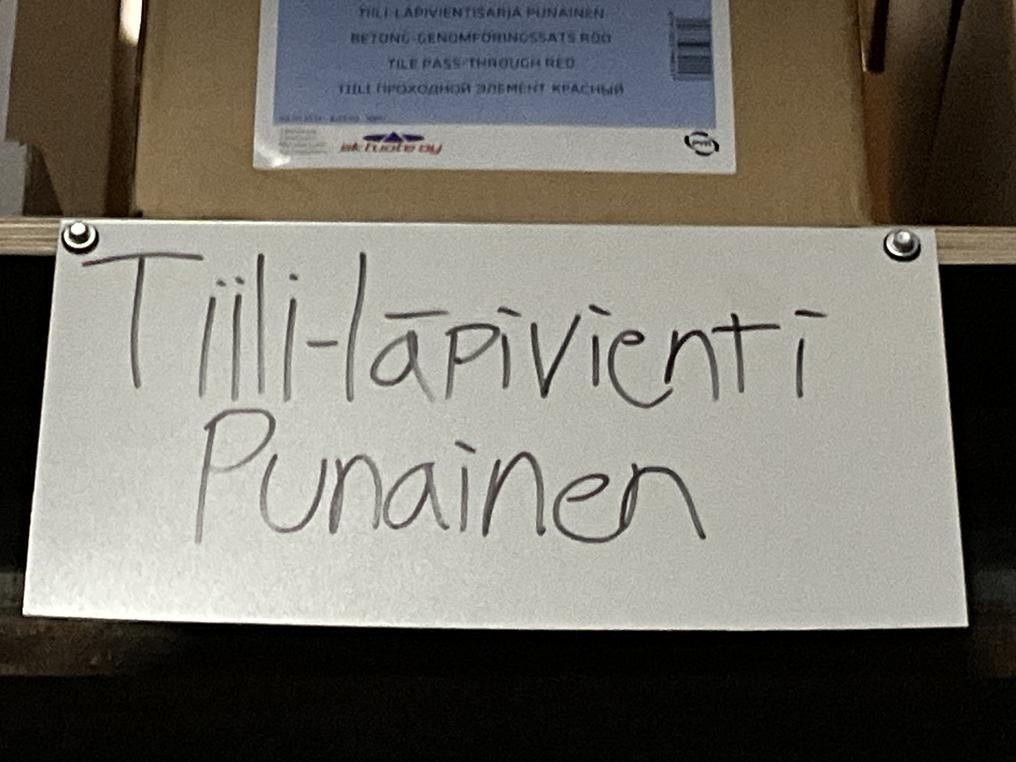 TIILI-LÄPIVIENTISARJA PUNAINEN
BETONG-GENOMFÖRINGSSATS RÖD
TILE PASS-THROUGH RED
TIILI ПРОХОДНОЙ ЭЛЕМЕНТ КРАСНЫЙ
sk tuote oy
Tiili-läpivienti
Punainen